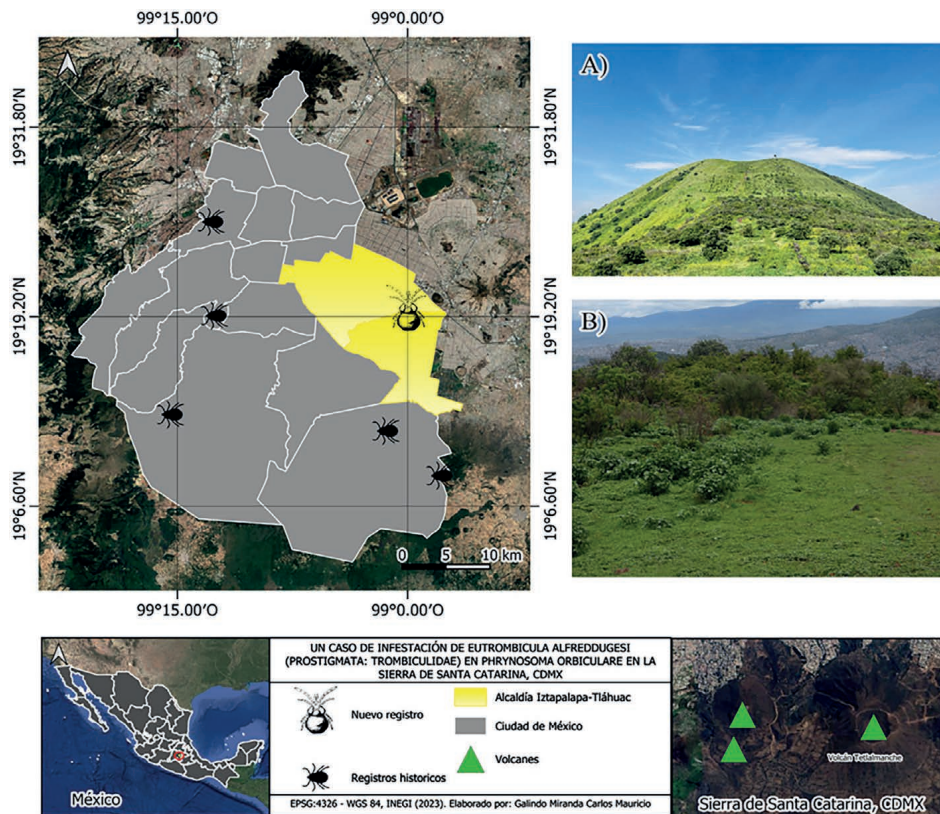 99°15.00′O
99°0.00′O
19°31.80′N
19°31.80′N
19°19.20′N
19°19.20′N
19°6.60′N
19°6.60′N
0 5 10 km
99°15.00′O
99°0.00′O
A)
B)
México
UN CASO DE INFESTACIÓN DE EUTROMBICULA ALFREDDUGESI
(PROSTIGMATA: TROMBICULIDAE) EN PHRYNOSOMA ORBICULARE EN LA
SIERRA DE SANTA CATARINA, CDMX
Nuevo registro
Alcaldía Iztapalapa-Tláhuac
Ciudad de México
Volcanes
Registros historicos
EPSG:4326 - WGS 84, INEGI (2023). Elaborado por: Galindo Miranda Carlos Mauricio
Volcán Tetlalmanche
Sierra de Santa Catarina, CDMX